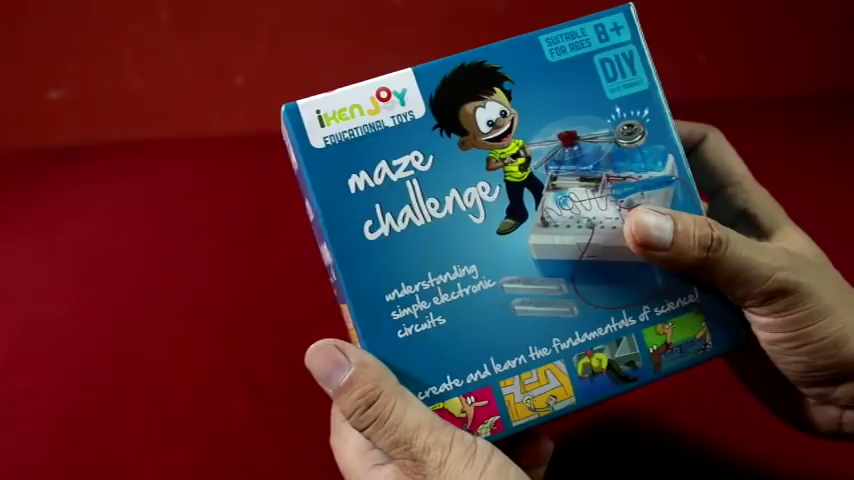 iKEN JOY
EDUCATIONAL TOYS
SUITABLE
FOR AGES 8+
DIY
maze
challenge
understanding
simple electronic
circuits
create and learn the fundamentals of science!